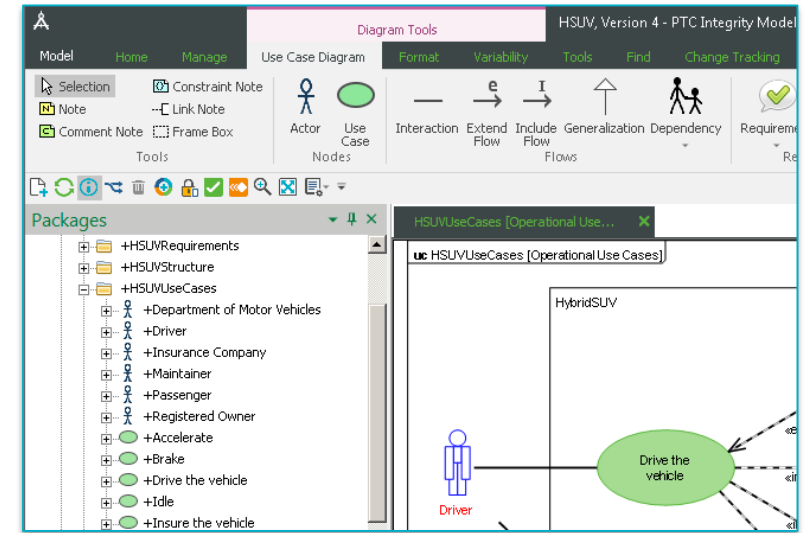 Diagram Tools
HSUV, Version 4 - PTC Integrity Model
Model Home Manage Use Case Diagram Format Variability Tools Find Change Tracking
Selection
Constraint Note
Note
Link Note
Comment Note
Frame Box
Tools
Actor
Use
Case
Nodes
Interaction
e
Extend
Flow
I
Include
Flow
Generalization
Dependency
Flows
Requireme
Re
Packages
+HSUVRequirements
+HSUVStructure
+HSUVUseCases
+Department of Motor Vehicles
+Driver
+Insurance Company
+Maintainer
+Passenger
+Registered Owner
+Accelerate
+Brake
+Drive the vehicle
+Idle
+Insure the vehicle
HSUVUseCases [Operational Use...
uc HSUVUseCases [Operational Use Cases]
HybridSUV
Drive the
vehicle
Driver
«e
«in